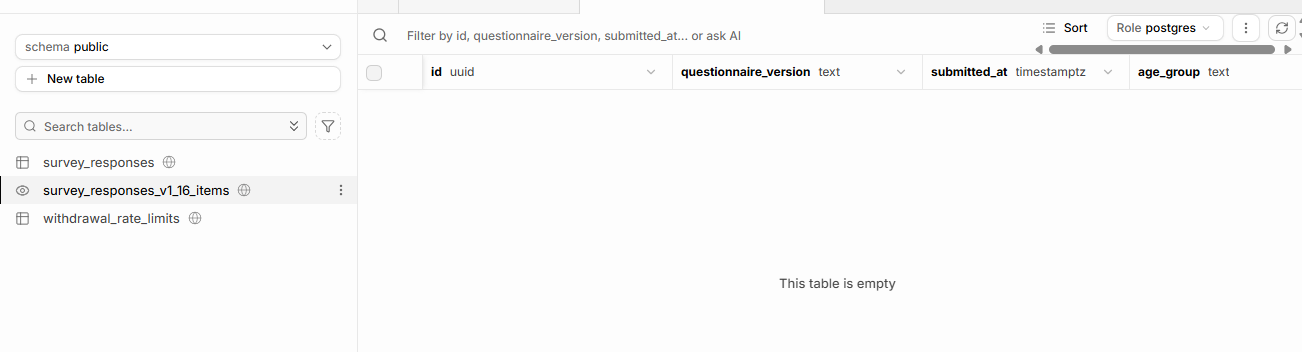 schema public
New table
Search tables...
survey_responses
survey_responses_v1_16_items
withdrawal_rate_limits
Filter by id, questionnaire_version, submitted_at... or ask AI
Sort
Role postgres
id uuid
questionnaire_version text
submitted_at timestamptz
age_group text
This table is empty